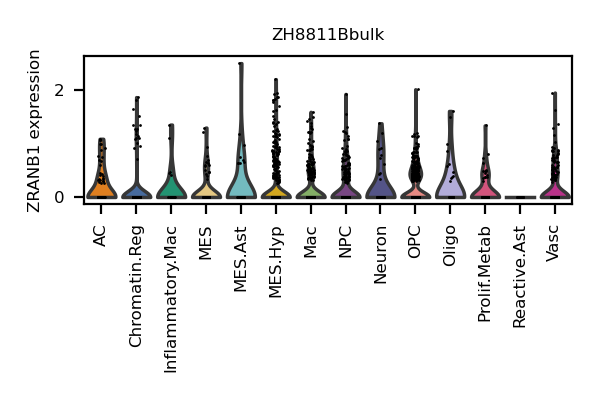 ZH8811Bbulk
ZRANB1 expression
2
0
AC
Chromatin.Reg
Inflammatory.Mac
MES
MES.Ast
MES.Hyp
Mac
NPC
Neuron
OPC
Oligo
Prolif.Metab
Reactive.Ast
Vasc